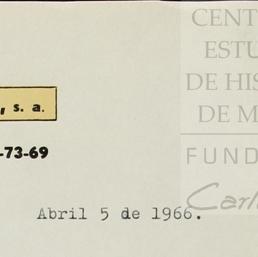 CENT
ESTU
DE HIS
DE M
FUND
Carl
, s. a.
-73-69
Abril 5 de 1966.